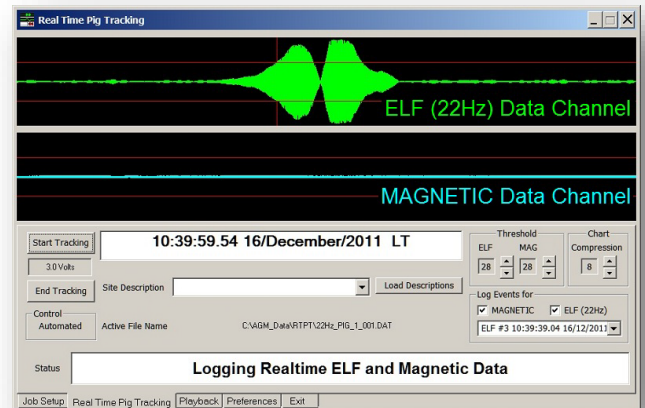 Real Time Pig Tracking
ELF (22Hz) Data Channel
MAGNETIC Data Channel
Start Tracking
10:39:59.54 16/December/2011 LT
Threshold
Chart
ELF
MAG
Compression
28
28
8
3.0 Volts
End Tracking
Site Description
Load Descriptions
Log Events for
MAGNETIC
ELF (22Hz)
Control
Automated
Active File Name
C:\AGM_Data\RTPT\22Hz_PIG_1_001.DAT
ELF #3 10:39:39.04 16/12/2011
Status
Logging Realtime ELF and Magnetic Data
Job Setup
Real Time Pig Tracking
Playback
Preferences
Exit